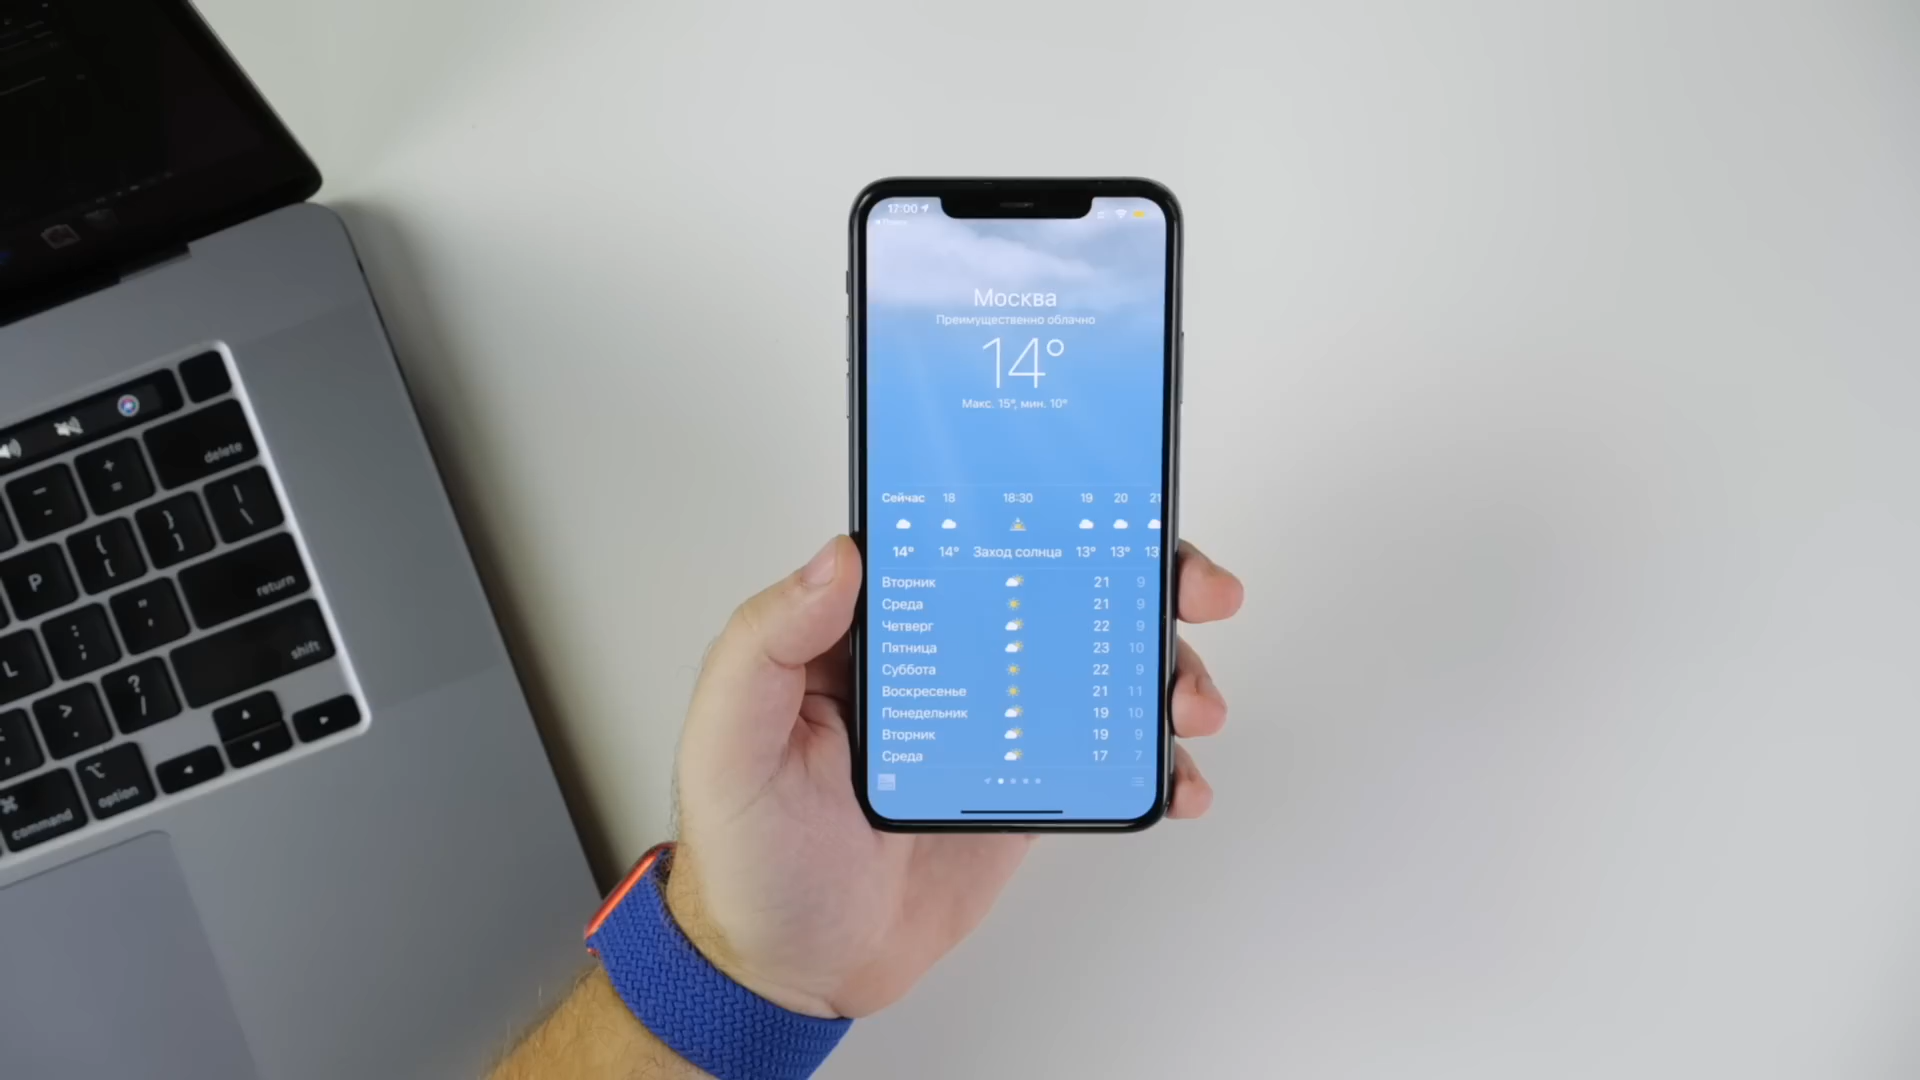 17:00
Москва
Преимущественно облачно
14°
Макс. 15°, мин. 10°
Сейчас 18 18:30 19 20 21
14° 14° Заход солнца 13° 13° 13
Вторник 21 9
Среда 21 9
Четверг 22 9
Пятница 23 10
Суббота 22 9
Воскресенье 21 11
Понедельник 19 10
Вторник 19 9
Среда 17 7
- + = delete
P { [ } ] | \ return
L : ; " ' shift
> . ? /
⌘ command ⌥ option